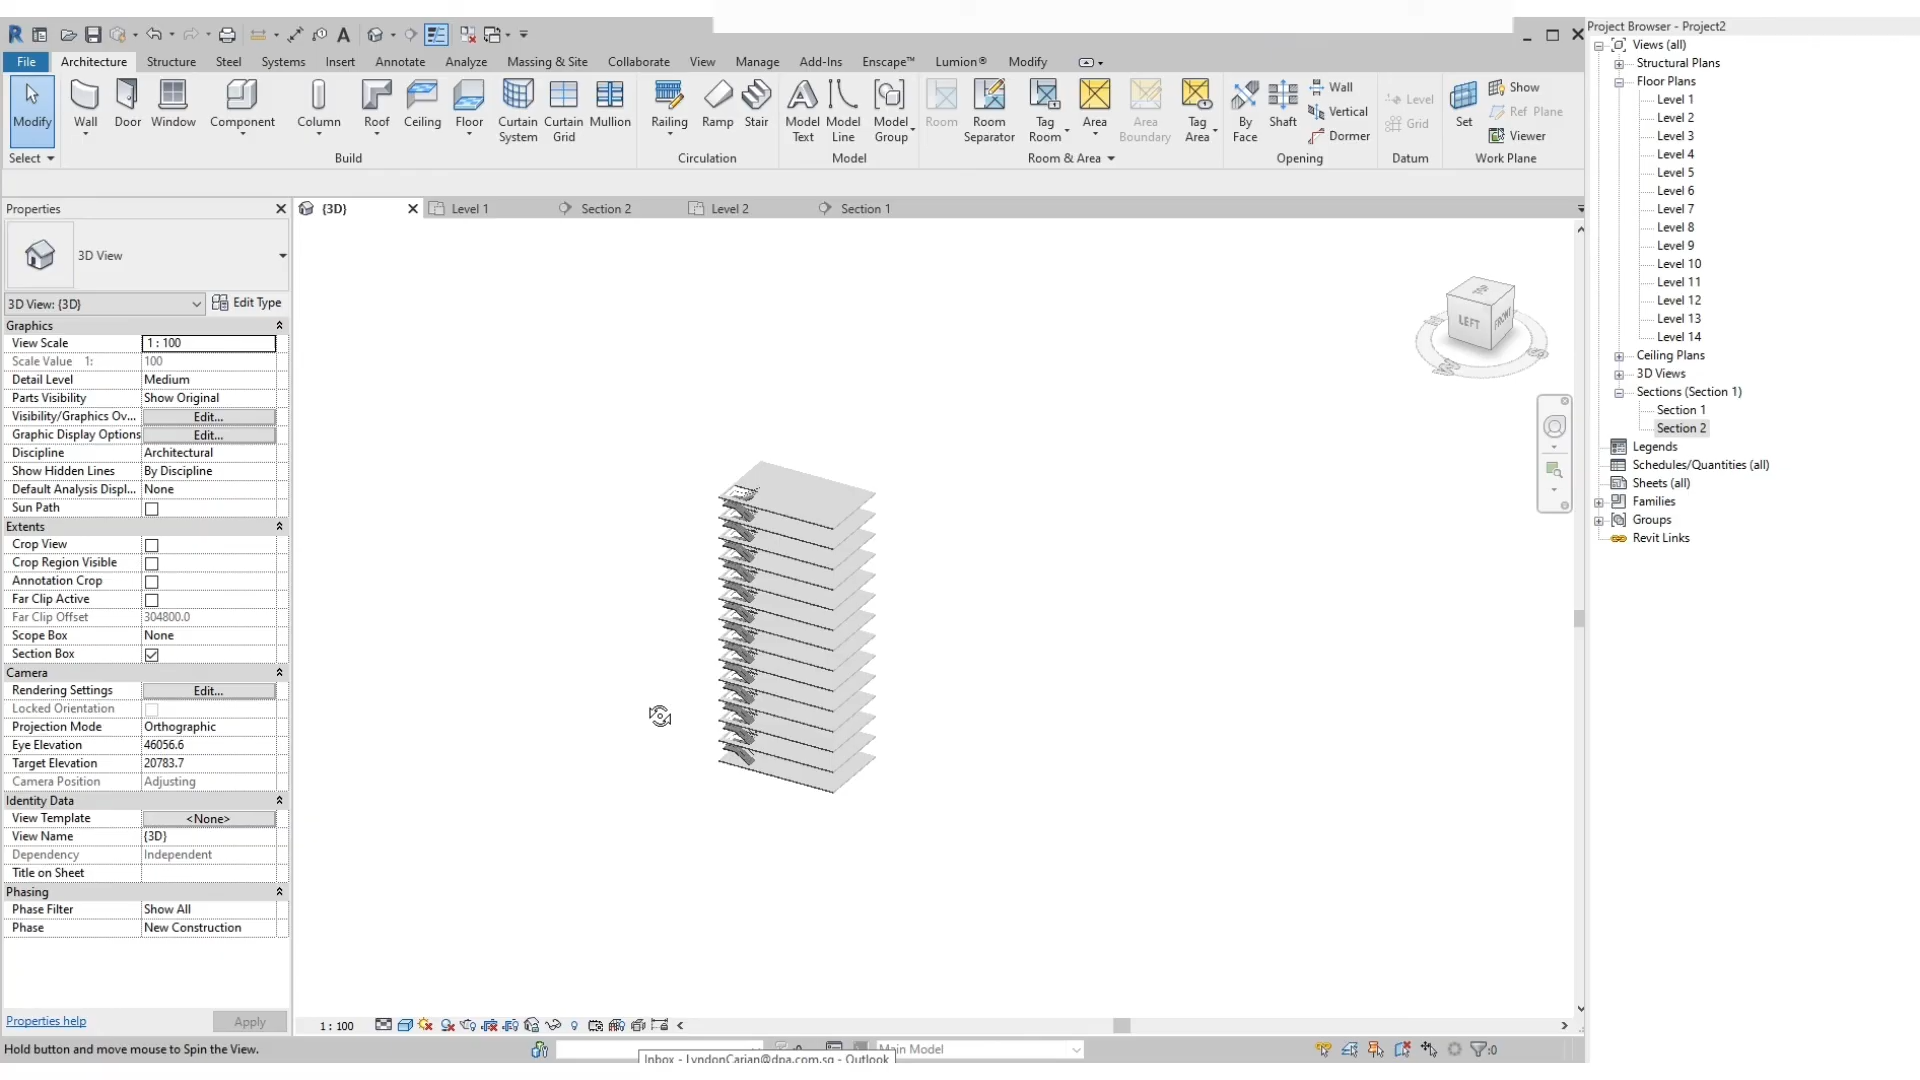 Project Browser - Project2
File Architecture Structure Steel Systems Insert Annotate Analyze Massing & Site Collaborate View Manage Add-Ins Enscape™ Lumion® Modify
Modify Wall Door Window Component Column Roof Ceiling Floor Curtain System Curtain Grid Mullion Railing Ramp Stair Model Text Model Line Model Group Room Room Separator Tag Room Area Area Boundary Tag Area By Face Shaft Wall Vertical Dormer Level Grid Set Show Ref Plane Viewer
Select Build Circulation Model Room & Area Opening Datum Work Plane
Properties
{3D} Level 1 Section 2 Level 2 Section 1
3D View
3D View: {3D} Edit Type
Graphics
View Scale 1 : 100
Scale Value 1: 100
Detail Level Medium
Parts Visibility Show Original
Visibility/Graphics Ov... Edit...
Graphic Display Options Edit...
Discipline Architectural
Show Hidden Lines By Discipline
Default Analysis Displ... None
Sun Path
Extents
Crop View
Crop Region Visible
Annotation Crop
Far Clip Active
Far Clip Offset 304800.0
Scope Box None
Section Box
Camera
Rendering Settings Edit...
Locked Orientation
Projection Mode Orthographic
Eye Elevation 46056.6
Target Elevation 20783.7
Camera Position Adjusting
Identity Data
View Template <None>
View Name {3D}
Dependency Independent
Title on Sheet
Phasing
Phase Filter Show All
Phase New Construction
Properties help Apply
LEFT FRONT
Views (all)
Structural Plans
Floor Plans
Level 1
Level 2
Level 3
Level 4
Level 5
Level 6
Level 7
Level 8
Level 9
Level 10
Level 11
Level 12
Level 13
Level 14
Ceiling Plans
3D Views
Sections (Section 1)
Section 1
Section 2
Legends
Schedules/Quantities (all)
Sheets (all)
Families
Groups
Revit Links
1 : 100
Hold button and move mouse to Spin the View.
Main Model
:0
Inbox - LyndonCarian@dpa.com.sg - Outlook